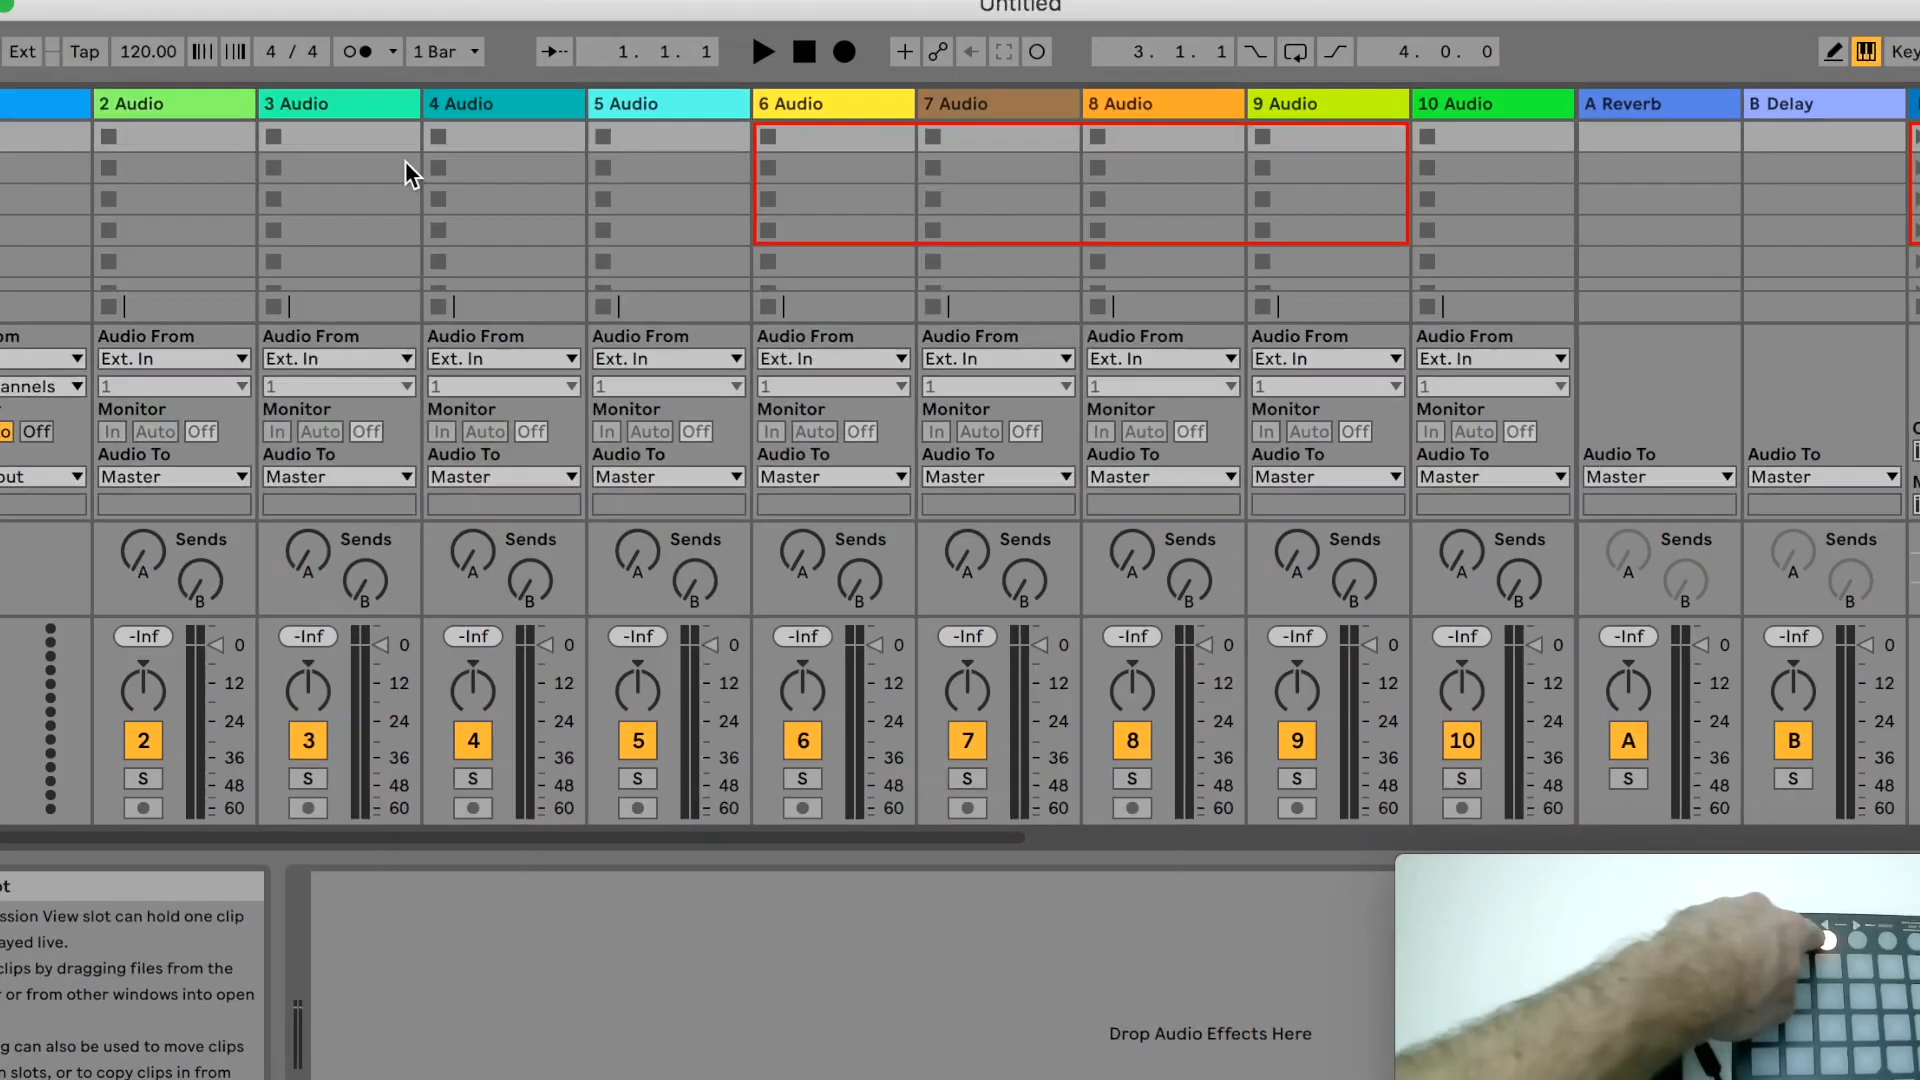 Untitled
Ext Tap 120.00 4 / 4 1 Bar 1. 1. 1 3. 1. 1 4. 0. 0 Key
2 Audio 3 Audio 4 Audio 5 Audio 6 Audio 7 Audio 8 Audio 9 Audio 10 Audio A Reverb B Delay
om Audio From Audio From Audio From Audio From Audio From Audio From Audio From Audio From Audio From
Ext. In Ext. In Ext. In Ext. In Ext. In Ext. In Ext. In Ext. In Ext. In
annels 1 1 1 1 1 1 1 1 1
Monitor Monitor Monitor Monitor Monitor Monitor Monitor Monitor Monitor
o Off In Auto Off In Auto Off In Auto Off In Auto Off In Auto Off In Auto Off In Auto Off In Auto Off In Auto Off
Audio To Audio To Audio To Audio To Audio To Audio To Audio To Audio To Audio To Audio To Audio To
out Master Master Master Master Master Master Master Master Master Master Master
Sends Sends Sends Sends Sends Sends Sends Sends Sends Sends Sends
A A A A A A A A A A A
B B B B B B B B B B B
-Inf 0 -Inf 0 -Inf 0 -Inf 0 -Inf 0 -Inf 0 -Inf 0 -Inf 0 -Inf 0 -Inf 0 -Inf 0
12 12 12 12 12 12 12 12 12 12 12
24 24 24 24 24 24 24 24 24 24 24
2 3 4 5 6 7 8 9 10 A B
36 36 36 36 36 36 36 36 36 36 36
S 48 S 48 S 48 S 48 S 48 S 48 S 48 S 48 S 48 S 48 S 48
60 60 60 60 60 60 60 60 60 60 60
ot
ssion View slot can hold one clip
ayed live.
clips by dragging files from the
r or from other windows into open
g can also be used to move clips
n slots, or to copy clips in from
Drop Audio Effects Here